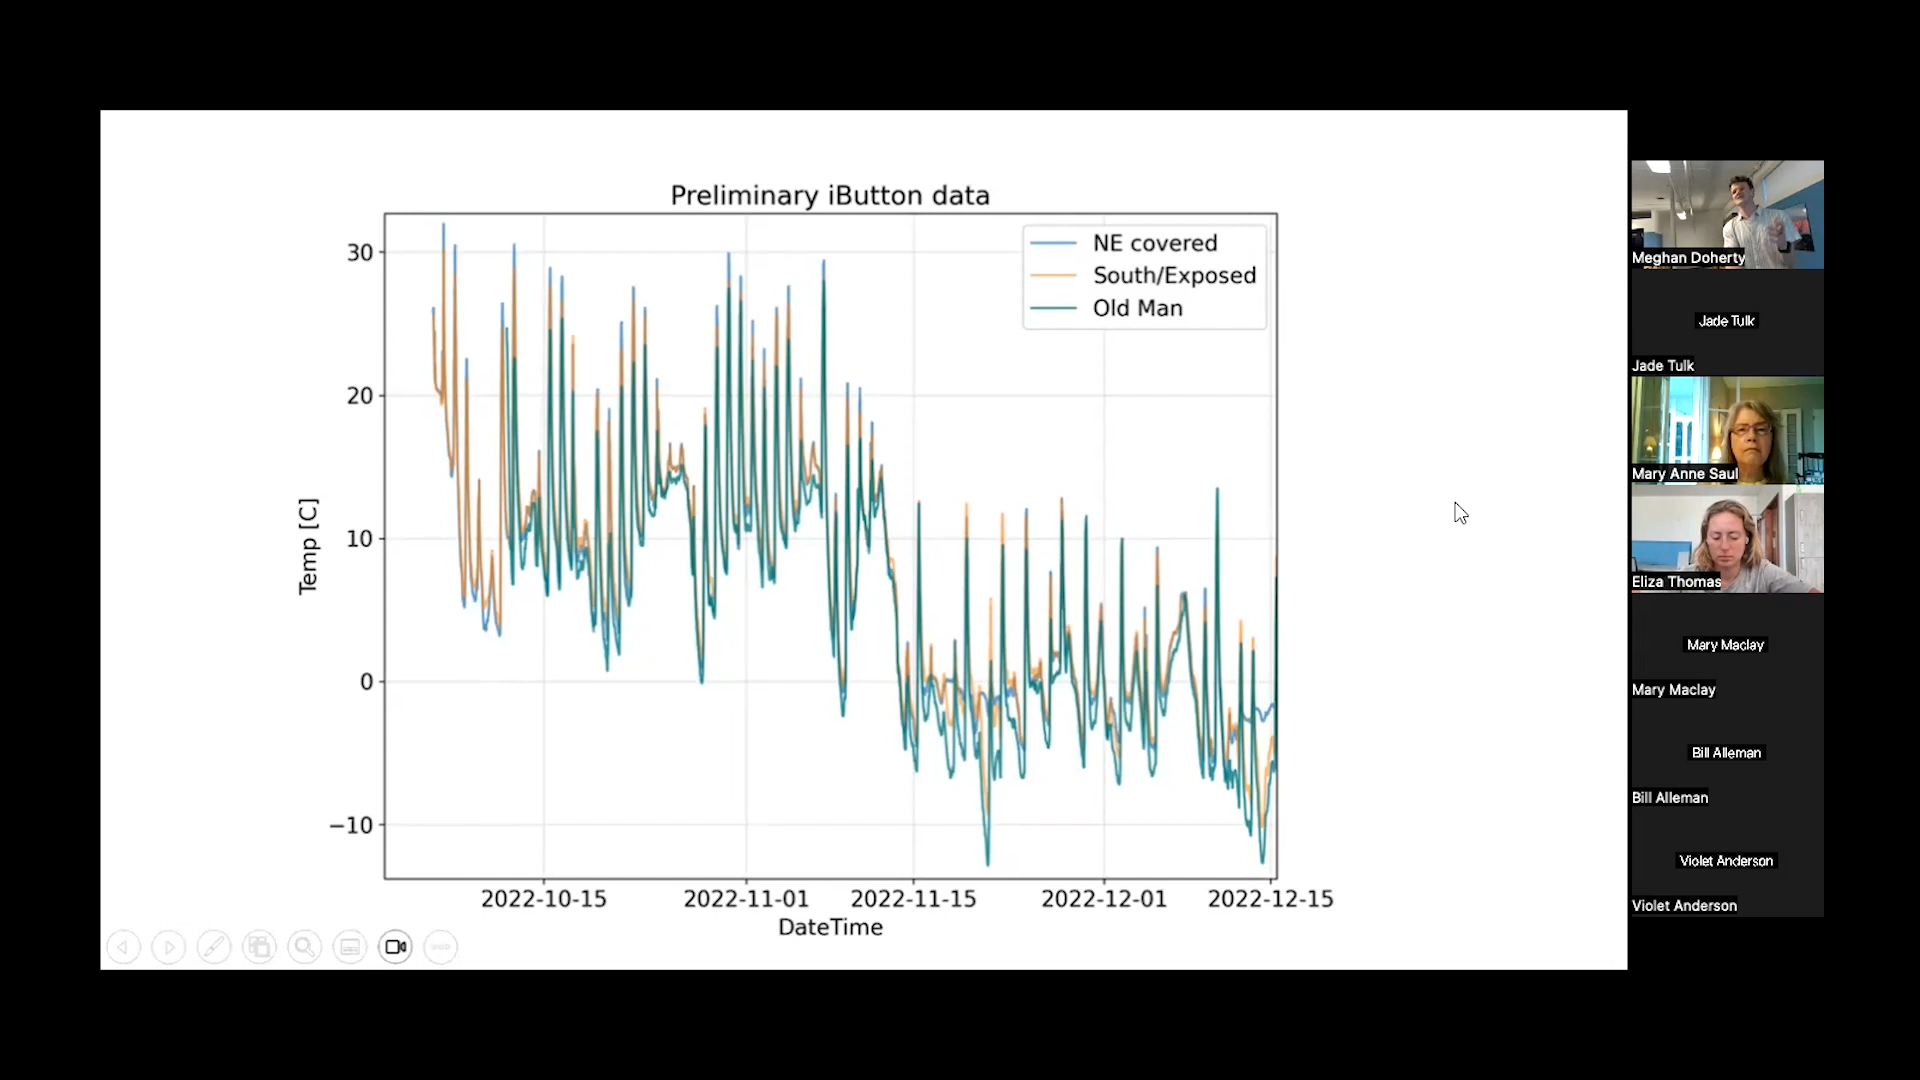 Preliminary iButton data
NE covered
South/Exposed
Old Man
30
20
10
0
−10
Temp [C]
2022-10-15
2022-11-01
2022-11-15
2022-12-01
2022-12-15
DateTime
Meghan Doherty
Jade Tulk
Jade Tulk
Mary Anne Saul
Eliza Thomas
Mary Maclay
Mary Maclay
Bill Alleman
Bill Alleman
Violet Anderson
Violet Anderson